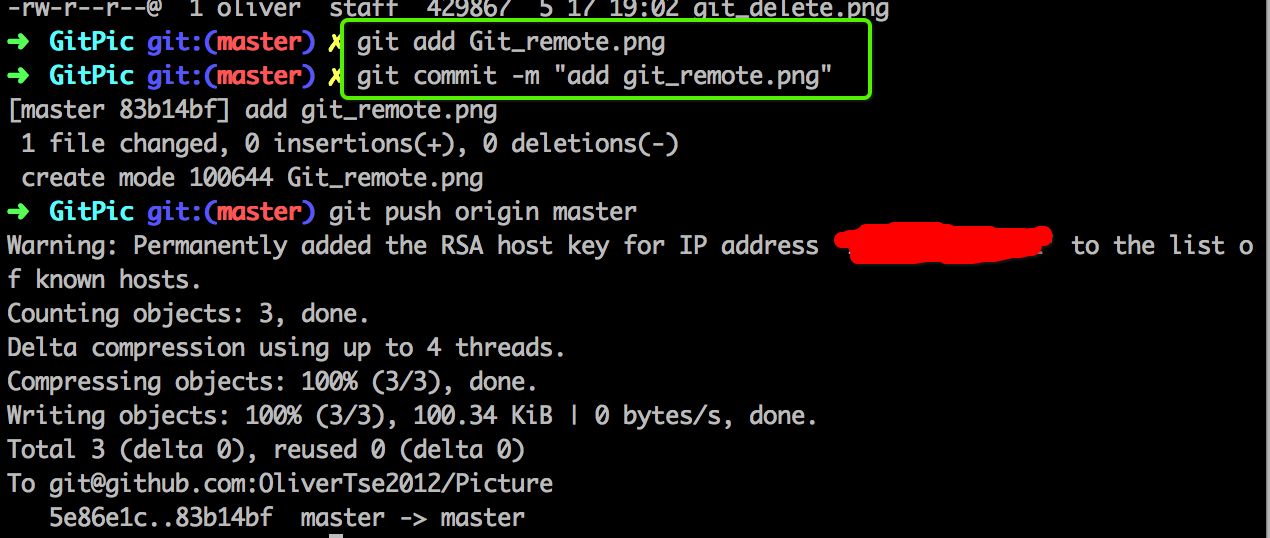 -rw-r--r--@  1 oliver  staff  429867  5 17 19:02 git_delete.png
➜  GitPic git:(master) ✗ git add Git_remote.png
➜  GitPic git:(master) ✗ git commit -m "add git_remote.png"
[master 83b14bf] add git_remote.png
 1 file changed, 0 insertions(+), 0 deletions(-)
 create mode 100644 Git_remote.png
➜  GitPic git:(master) git push origin master
Warning: Permanently added the RSA host key for IP address to the list o
f known hosts.
Counting objects: 3, done.
Delta compression using up to 4 threads.
Compressing objects: 100% (3/3), done.
Writing objects: 100% (3/3), 100.34 KiB | 0 bytes/s, done.
Total 3 (delta 0), reused 0 (delta 0)
To git@github.com:OliverTse2012/Picture
   5e86e1c..83b14bf  master -> master